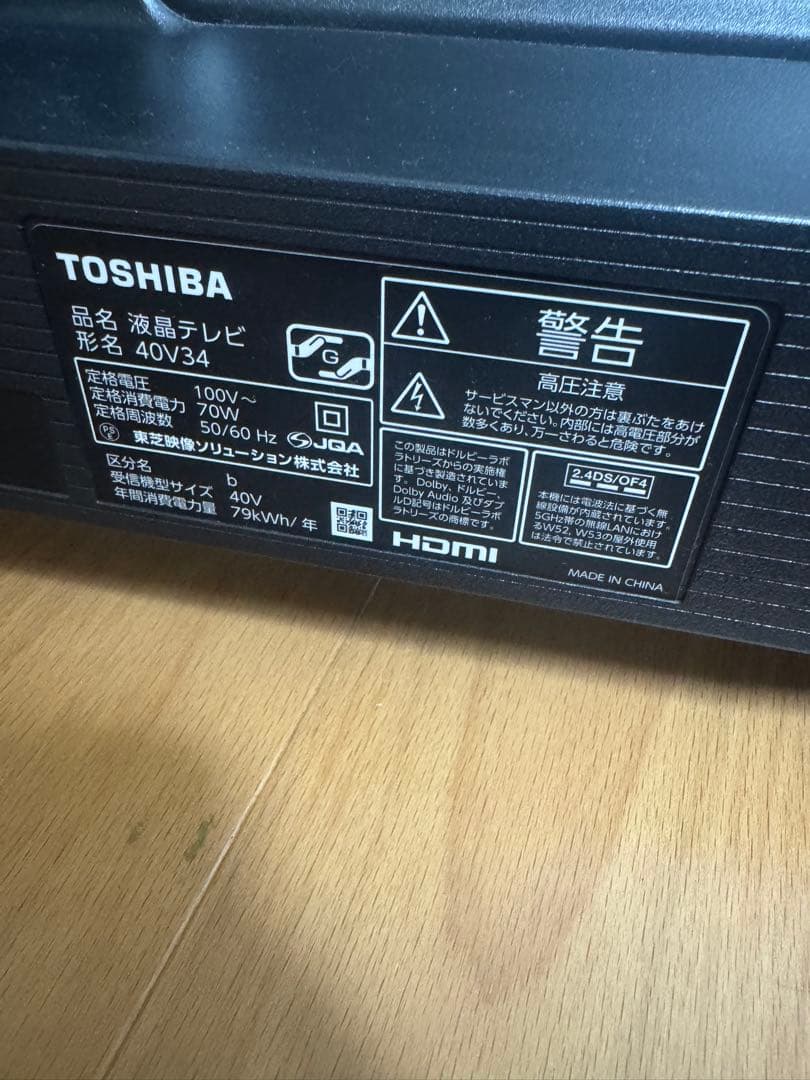 TOSHIBA
品名 液晶テレビ
形名 40V34
G
定格電圧 100V～
定格消費電力 70W
定格周波数 50/60 Hz
JQA
PS
E
東芝映像ソリューション株式会社
区分名 b
受信機型サイズ 40V
年間消費電力量 79kWh/年
警告
高圧注意
サービスマン以外の方は裏ぶたをあけ
ないでください。内部には高電圧部分が
数多くあり、万一さわると危険です。
この製品はドルビーラボ
ラトリーズからの実施権
に基づき製造されていま
す。Dolby、ドルビー、
Dolby Audio 及びダブ
ルD記号はドルビーラボ
ラトリーズの商標です。
2.4DS/OF4
本機には電波法に基づく無
線設備が内蔵されています。
5GHz帯の無線LANにおけ
るW52、W53の屋外使用
は法令で禁止されています。
HDMI
MADE IN CHINA